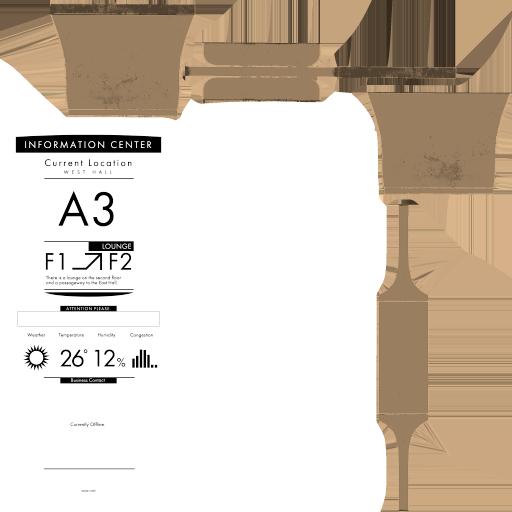 INFORMATION CENTER
Current Location
WEST HALL
A3
LOUNGE
F1 F2
There is a lounge on the second floor
and a passageway to the East Hall.
ATTENTION PLEASE
Weather Temperature Humidity Congestion
26° 12%
Business Contact
Currently Offline